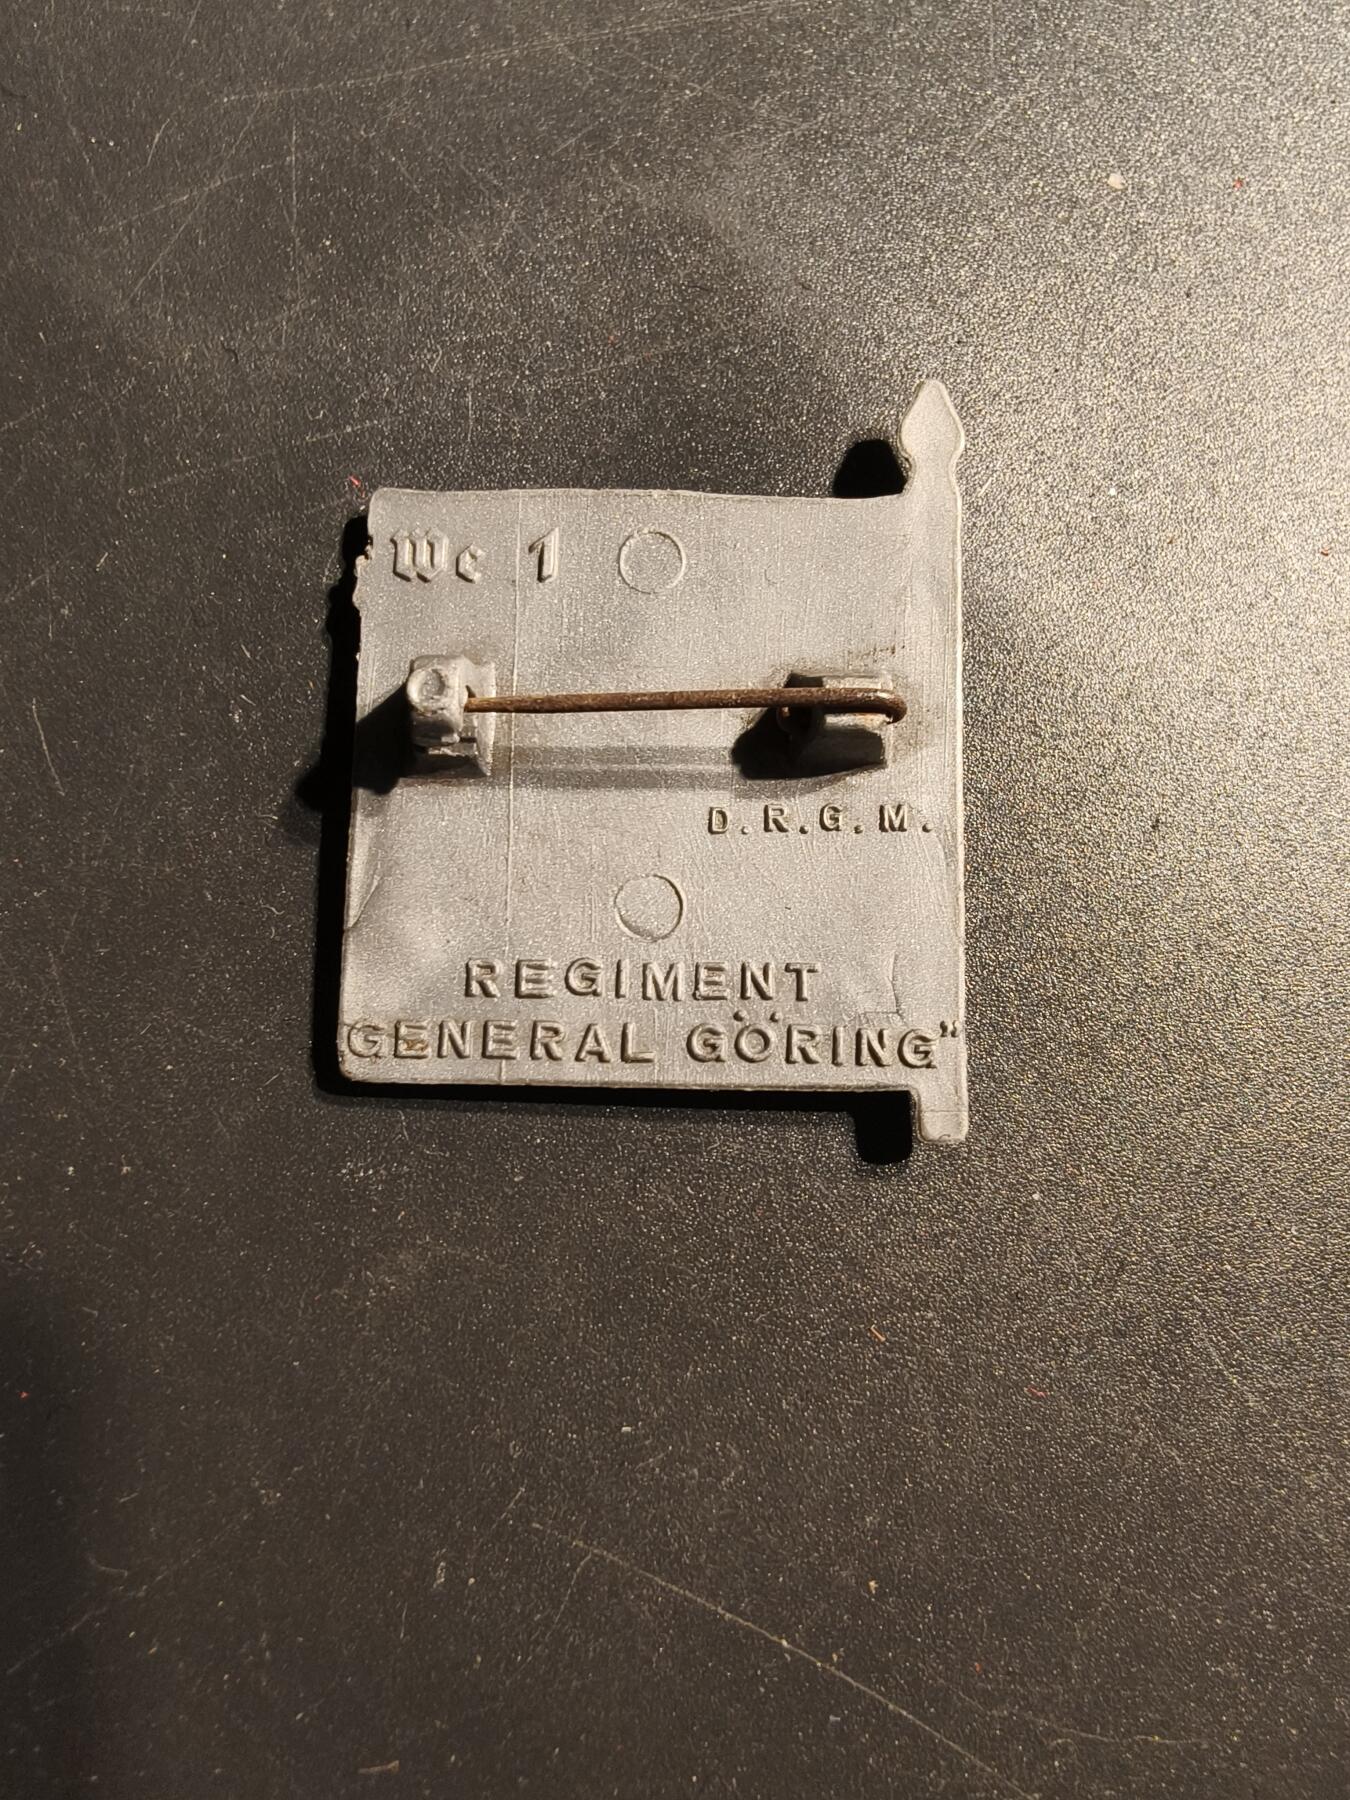 Wc 1
D.R.G.M.
REGIMENT
GENERAL GÖRING"